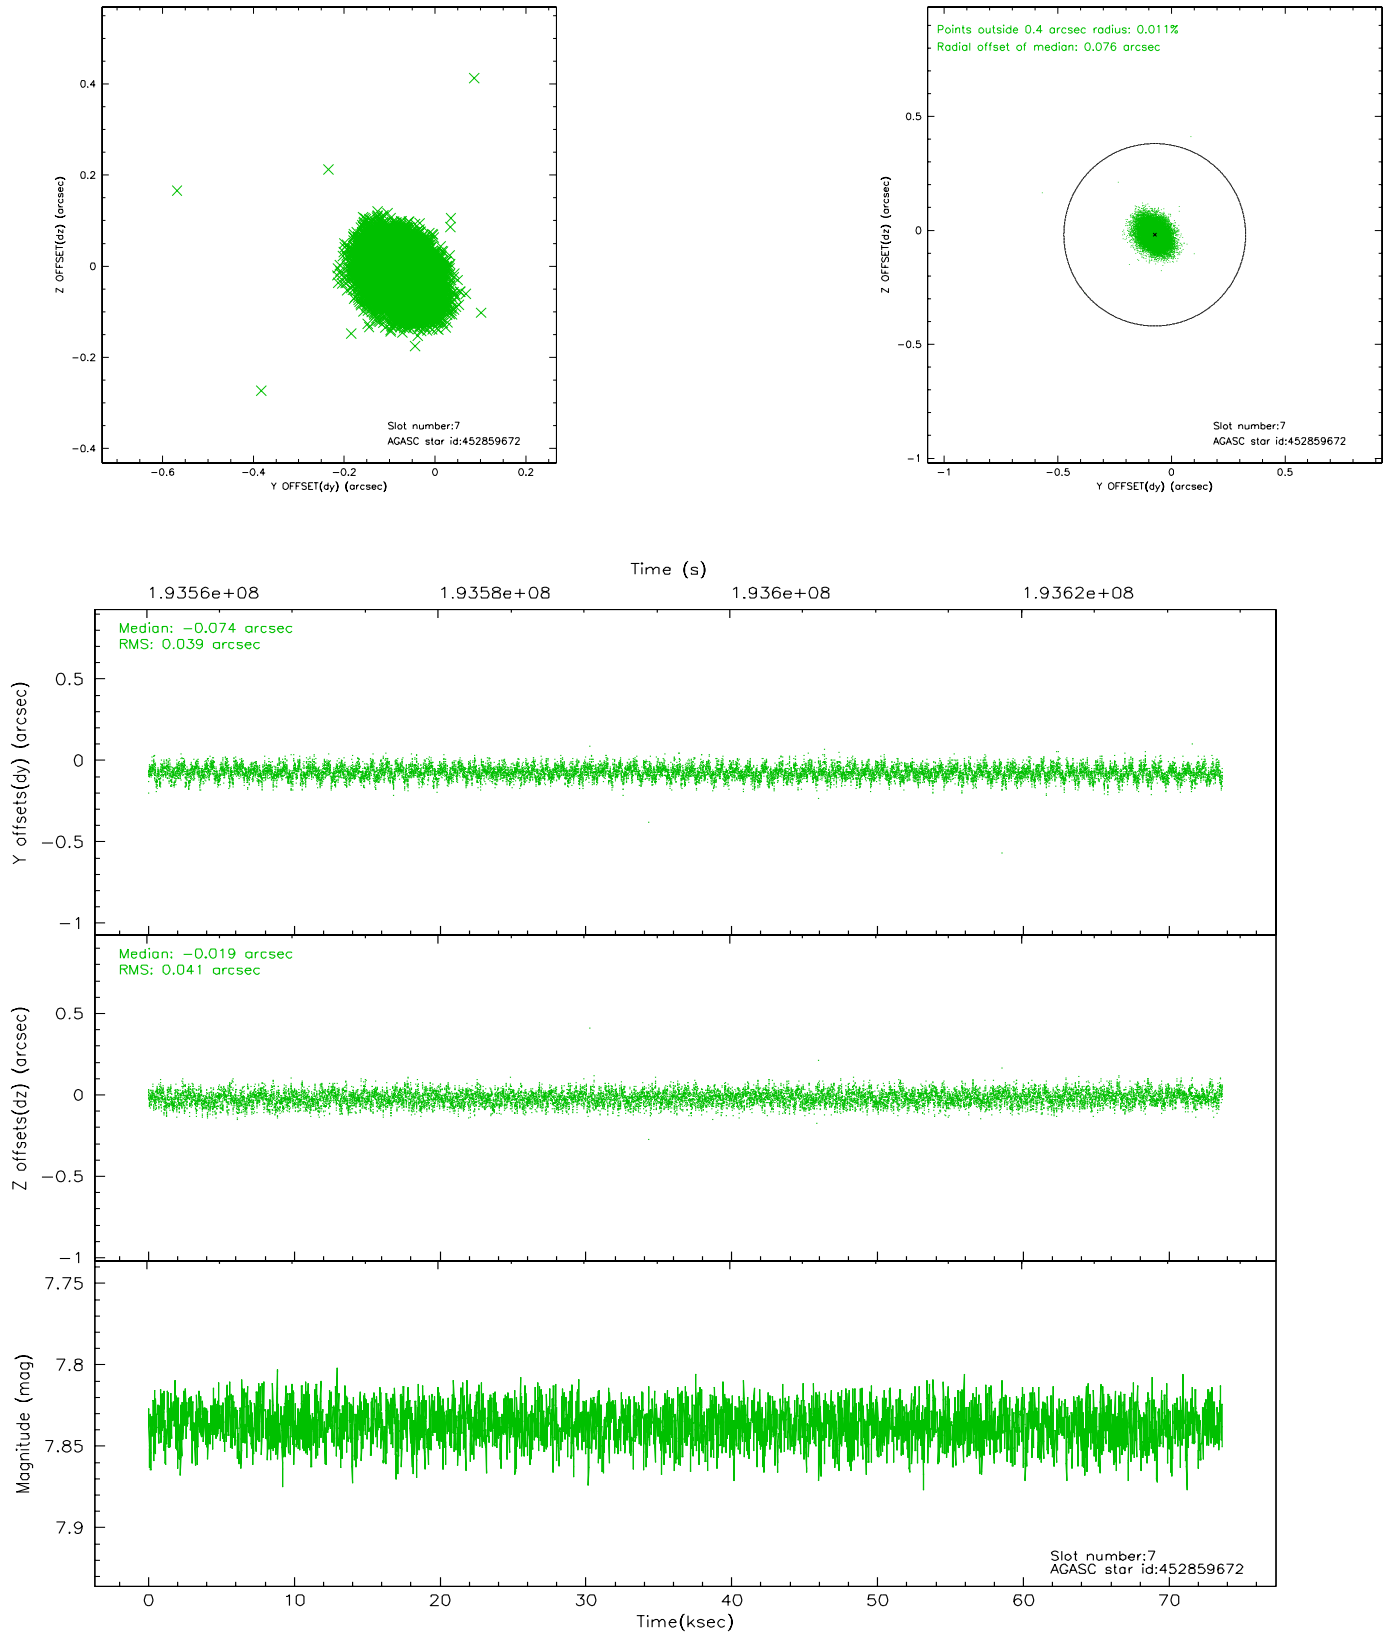 0.4
0.2
0
−0.2
−0.4
Z OFFSET(dz) (arcsec)
Slot number:7
AGASC star id:452859672
−0.6 −0.4 −0.2 0 0.2
Y OFFSET(dy) (arcsec)
Points outside 0.4 arcsec radius: 0.011%
Radial offset of median: 0.076 arcsec
0.5
0
−0.5
−1
Z OFFSET(dz) (arcsec)
Slot number:7
AGASC star id:452859672
−1 −0.5 0 0.5
Y OFFSET(dy) (arcsec)
Time (s)
1.9356e+08 1.9358e+08 1.936e+08 1.9362e+08
Median: −0.074 arcsec
RMS: 0.039 arcsec
0.5
0
−0.5
−1
Y offsets(dy) (arcsec)
Median: −0.019 arcsec
RMS: 0.041 arcsec
0.5
0
−0.5
−1
Z offsets(dz) (arcsec)
7.75
7.8
7.85
7.9
Magnitude (mag)
Slot number:7
AGASC star id:452859672
0 10 20 30 40 50 60 70
Time(ksec)